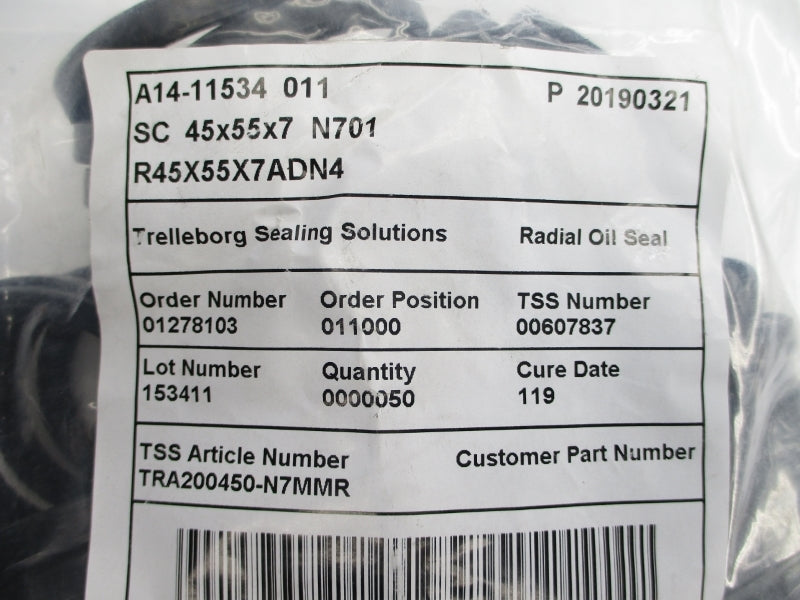 A14-11534 011 P 20190321
SC 45x55x7 N701
R45X55X7ADN4
Trelleborg Sealing Solutions Radial Oil Seal
Order Number Order Position TSS Number
01278103 011000 00607837
Lot Number Quantity Cure Date
153411 0000050 119
TSS Article Number Customer Part Number
TRA200450-N7MMR